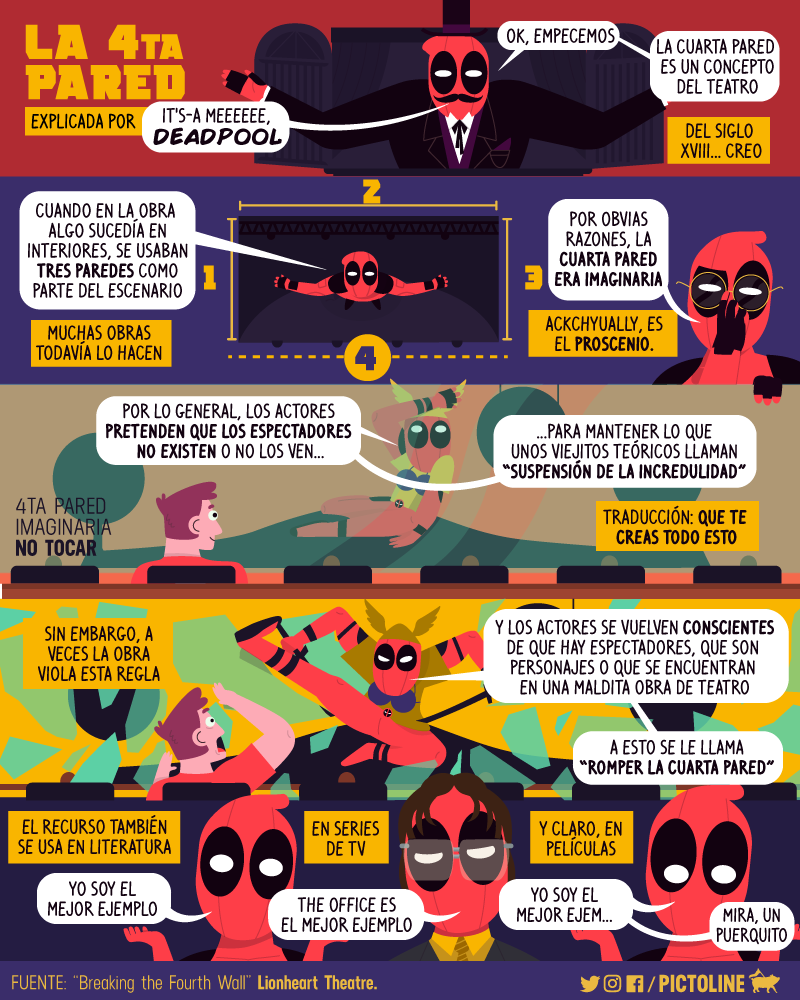 LA 4TA
PARED
EXPLICADA POR
IT'S-A MEEEEEE,
DEADPOOL
OK, EMPECEMOS
LA CUARTA PARED
ES UN CONCEPTO
DEL TEATRO
DEL SIGLO
XVIII... CREO
CUANDO EN LA OBRA
ALGO SUCEDÍA EN
INTERIORES, SE USABAN
TRES PAREDES COMO
PARTE DEL ESCENARIO
MUCHAS OBRAS
TODAVÍA LO HACEN
1
2
3
4
POR OBVIAS
RAZONES, LA
CUARTA PARED
ERA IMAGINARIA
ACKCHYUALLY, ES
EL PROSCENIO.
POR LO GENERAL, LOS ACTORES
PRETENDEN QUE LOS ESPECTADORES
NO EXISTEN O NO LOS VEN...
...PARA MANTENER LO QUE
UNOS VIEJITOS TEÓRICOS LLAMAN
"SUSPENSIÓN DE LA INCREDULIDAD"
4TA PARED
IMAGINARIA
NO TOCAR
TRADUCCIÓN: QUE TE
CREAS TODO ESTO
SIN EMBARGO, A
VECES LA OBRA
VIOLA ESTA REGLA
Y LOS ACTORES SE VUELVEN CONSCIENTES
DE QUE HAY ESPECTADORES, QUE SON
PERSONAJES O QUE SE ENCUENTRAN
EN UNA MALDITA OBRA DE TEATRO
A ESTO SE LE LLAMA
"ROMPER LA CUARTA PARED"
EL RECURSO TAMBIÉN
SE USA EN LITERATURA
YO SOY EL
MEJOR EJEMPLO
EN SERIES
DE TV
THE OFFICE ES
EL MEJOR EJEMPLO
Y CLARO, EN
PELÍCULAS
YO SOY EL
MEJOR EJEM...
MIRA, UN
PUERQUITO
FUENTE: "Breaking the Fourth Wall" Lionheart Theatre.
/ PICTOLINE